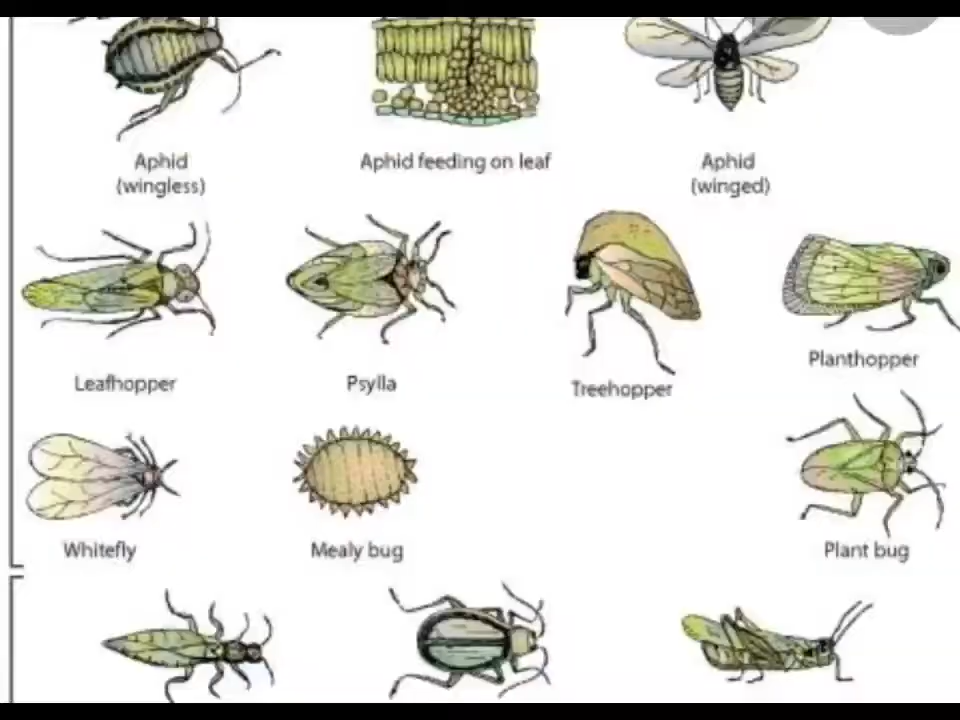 Aphid
(wingless)
Aphid feeding on leaf
Aphid
(winged)
Leafhopper
Psylla
Treehopper
Planthopper
Whitefly
Mealy bug
Plant bug